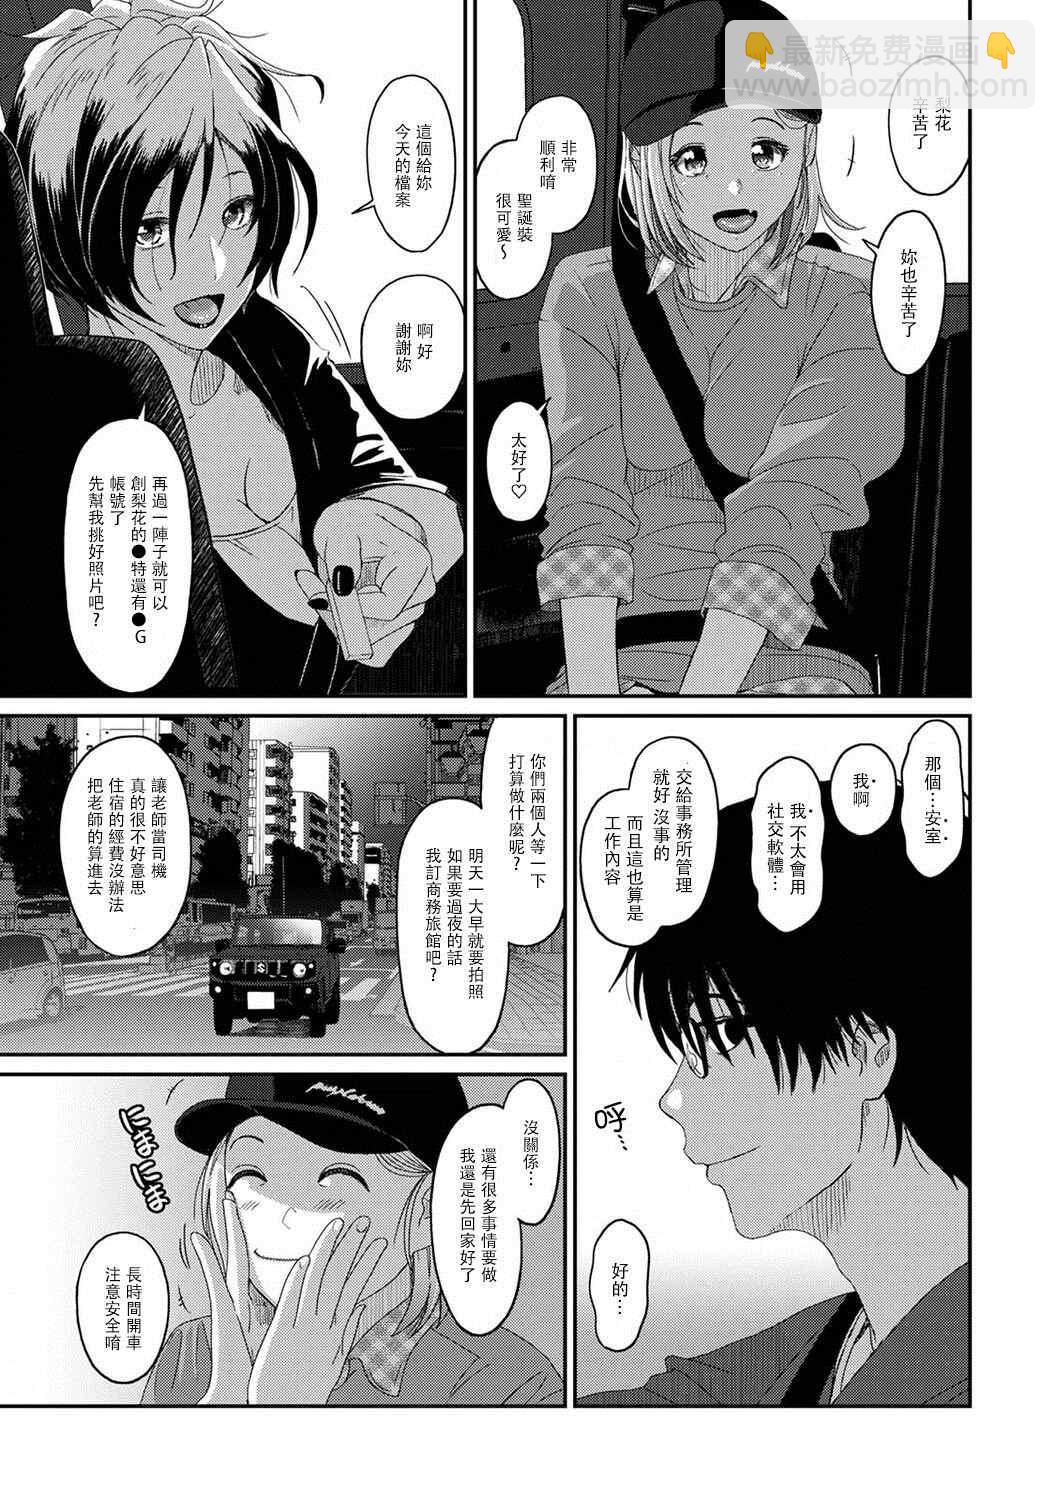 最新免费漫画
www.baozimh.com
梨花
辛苦了
妳也辛苦了
非常
順利唷
聖誕裝
很可愛～
太好了♡
這個給妳
今天的檔案
啊好
謝謝妳
再過一陣子就可以
創梨花的●特還有●G
帳號了
先幫我挑好照片吧？
那個…安室
我啊
我不太會用
社交軟體…
交給事務所管理
就好 沒事的
而且這也算是
工作內容
呼…
好的…
你們兩個人等一下
打算做什麼呢？
明天一大早就要拍照
如果要過夜的話
我訂商務旅館吧？
讓老師當司機
真的很不好意思
住宿的經費沒辦法
把老師的算進去
沒關係…
還有很多事情要做
我還是先回家好了
にまにま
長時間開車
注意安全唷